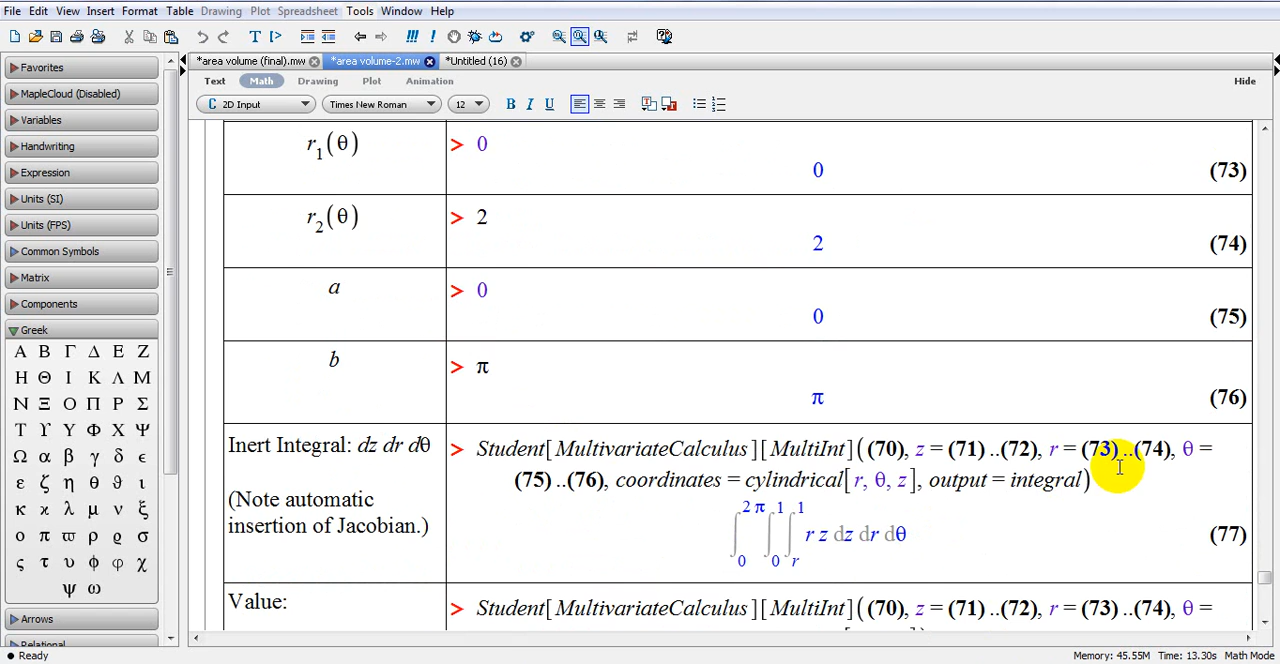 File Edit View Insert Format Table Drawing Plot Spreadsheet Tools Window Help
*area volume (final).mw *area volume-2.mw *Untitled (16)
Text Math Drawing Plot Animation Hide
C 2D Input Times New Roman 12 B I U
Favorites
MapleCloud (Disabled)
Variables
Handwriting
Expression
Units (SI)
Units (FPS)
Common Symbols
Matrix
Components
Greek
Α Β Γ Δ Ε Ζ
Η Θ Ι Κ Λ Μ
Ν Ξ Ο Π Ρ Σ
Τ Υ Φ Χ Ψ
Ω α β γ δ ϵ
ε ζ η θ ϑ ι
κ ϰ λ μ ν ξ
ο π ϖ ρ ϱ σ
ς τ υ φ ϕ χ
ψ ω
Arrows
Relational
r₁(θ) > 0
0 (73)
r₂(θ) > 2
2 (74)
a > 0
0 (75)
b > π
π (76)
Inert Integral: dz dr dθ
(Note automatic
insertion of Jacobian.)
> Student[MultivariateCalculus][MultiInt]((70), z = (71)..(72), r = (73)..(74), θ =
(75)..(76), coordinates = cylindrical[r, θ, z], output = integral)
∫₀^{2π} ∫₀^1 ∫_r^1 r z dz dr dθ (77)
Value:
> Student[MultivariateCalculus][MultiInt]((70), z = (71)..(72), r = (73)..(74), θ =
Ready Memory: 45.55M Time: 13.30s Math Mode